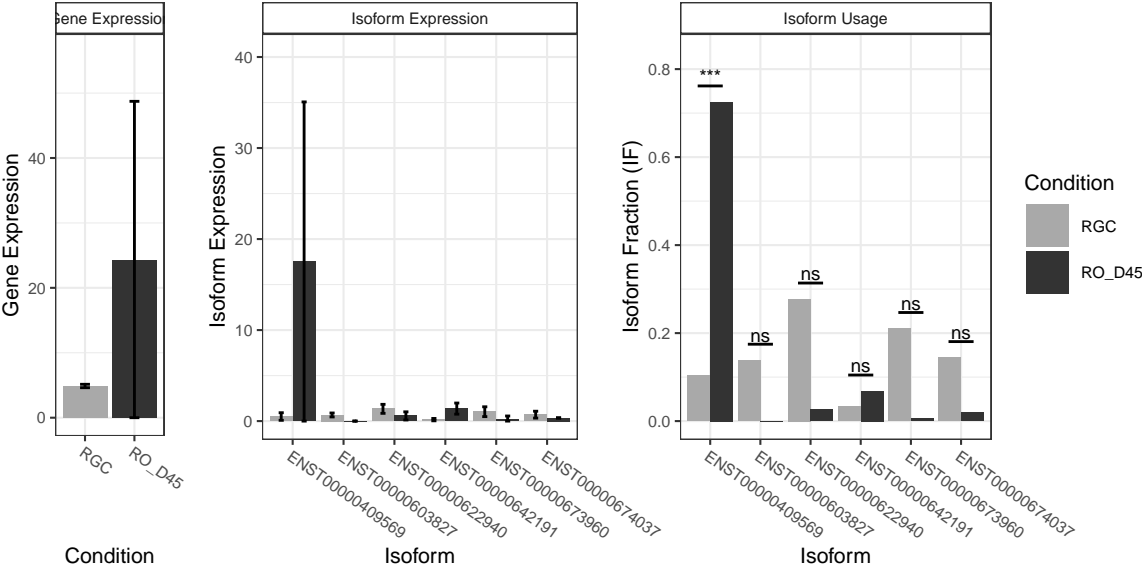 Gene Expression
Isoform Expression
Isoform Usage
Gene Expression
40
20
0
RGC
RO_D45
Condition
Isoform Expression
40
30
20
10
0
ENST00000409569
ENST00000603827
ENST00000622940
ENST00000642191
ENST00000673960
ENST00000674037
Isoform
Isoform Fraction (IF)
0.8
0.6
0.4
0.2
0.0
***
ns
ns
ns
ns
ns
ENST00000409569
ENST00000603827
ENST00000622940
ENST00000642191
ENST00000673960
ENST00000674037
Isoform
Condition
RGC
RO_D45